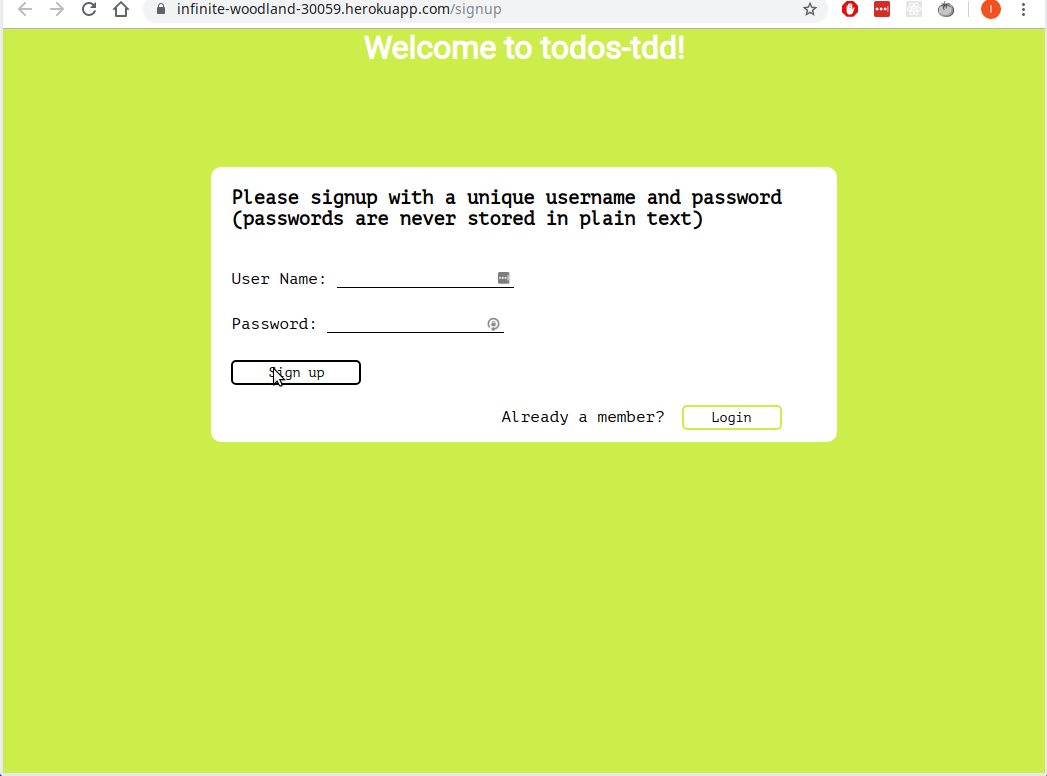 infinite-woodland-30059.herokuapp.com/signup
I
Welcome to todos-tdd!
Please signup with a unique username and password
(passwords are never stored in plain text)
User Name:
Password:
Sign up
Already a member? Login